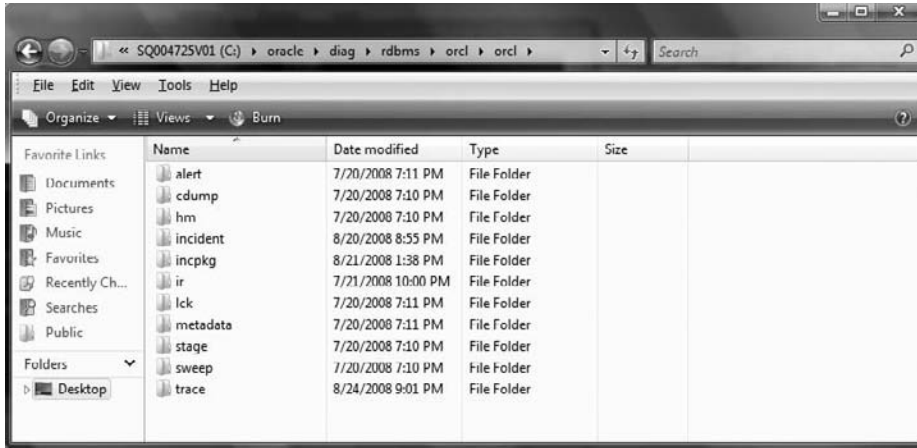 « SQ004725V01 (C:) ▸ oracle ▸ diag ▸ rdbms ▸ orcl ▸ orcl ▸ Search
File Edit View Tools Help
Organize Views Burn
Favorite Links
Documents
Pictures
Music
Favorites
Recently Ch...
Searches
Public
Folders
Desktop
Name Date modified Type Size
alert 7/20/2008 7:11 PM File Folder
cdump 7/20/2008 7:10 PM File Folder
hm 7/20/2008 7:10 PM File Folder
incident 8/20/2008 8:55 PM File Folder
incpkg 8/21/2008 1:38 PM File Folder
ir 7/21/2008 10:00 PM File Folder
lck 7/20/2008 7:11 PM File Folder
metadata 7/20/2008 7:11 PM File Folder
stage 7/20/2008 7:10 PM File Folder
sweep 7/20/2008 7:10 PM File Folder
trace 8/24/2008 9:01 PM File Folder